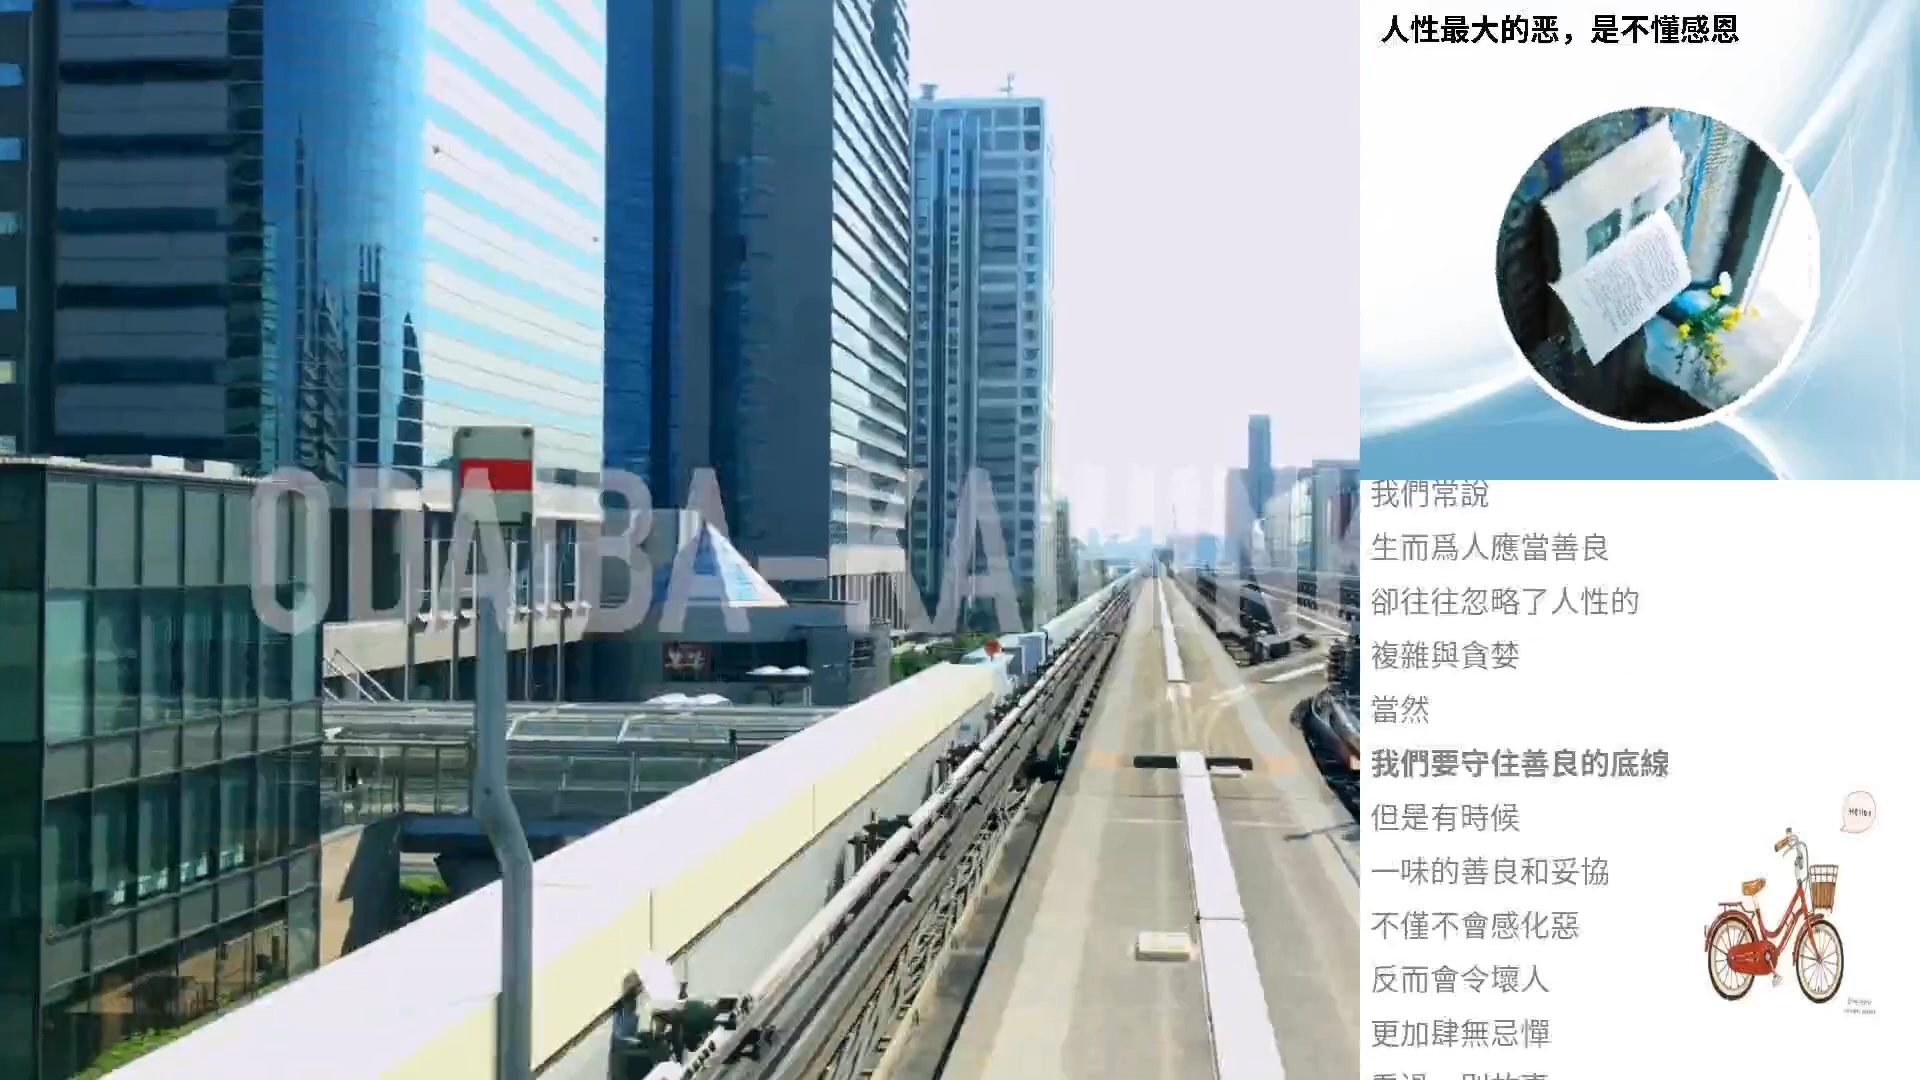 人性最大的恶，是不懂感恩
ODAIBA-KA
我們常說
生而爲人應當善良
卻往往忽略了人性的
複雜與貪婪
當然
我們要守住善良的底線
但是有時候
一味的善良和妥協
不僅不會感化惡
反而會令壞人
更加肆無忌憚
Hello!